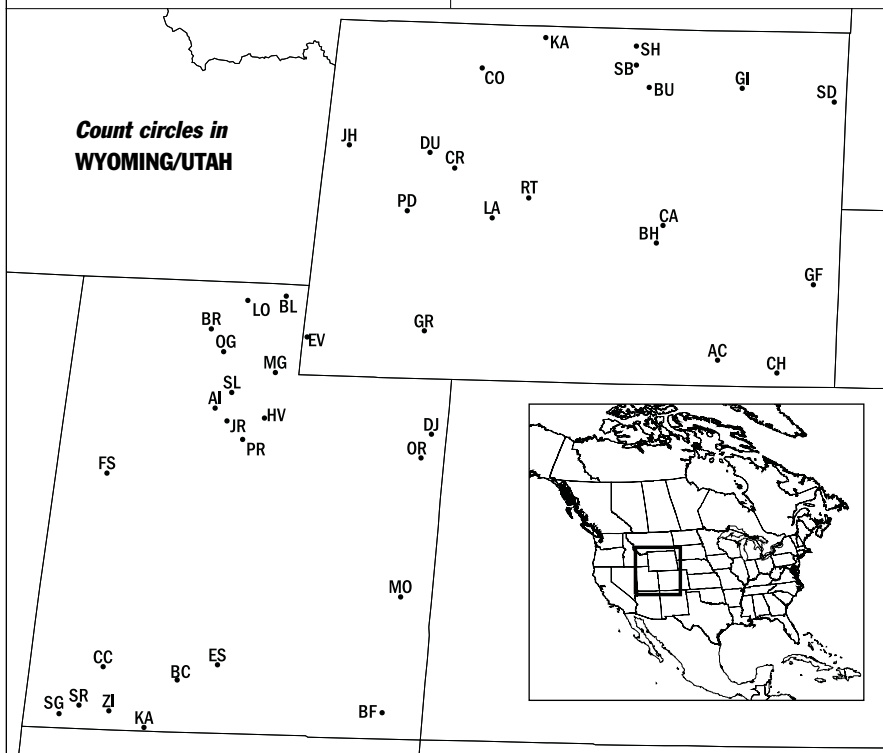 KA
SH
SB
CO
BU
GI
SD
Count circles in
WYOMING/UTAH
JH
DU
CR
RT
PD
LA
CA
BH
GF
LO
BL
BR
GR
EV
OG
MG
AC
CH
SL
AI
HV
JR
DJ
PR
OR
FS
MO
CC
BC
ES
SG
SR
ZI
KA
BF